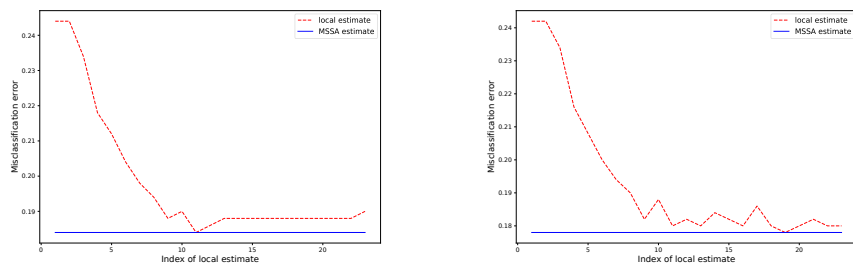 local estimate
MSSA estimate
0.24
0.23
0.22
0.21
0.20
0.19
Misclassification error
0
5
10
15
20
Index of local estimate
local estimate
MSSA estimate
0.24
0.23
0.22
0.21
0.20
0.19
0.18
Misclassification error
0
5
10
15
20
Index of local estimate